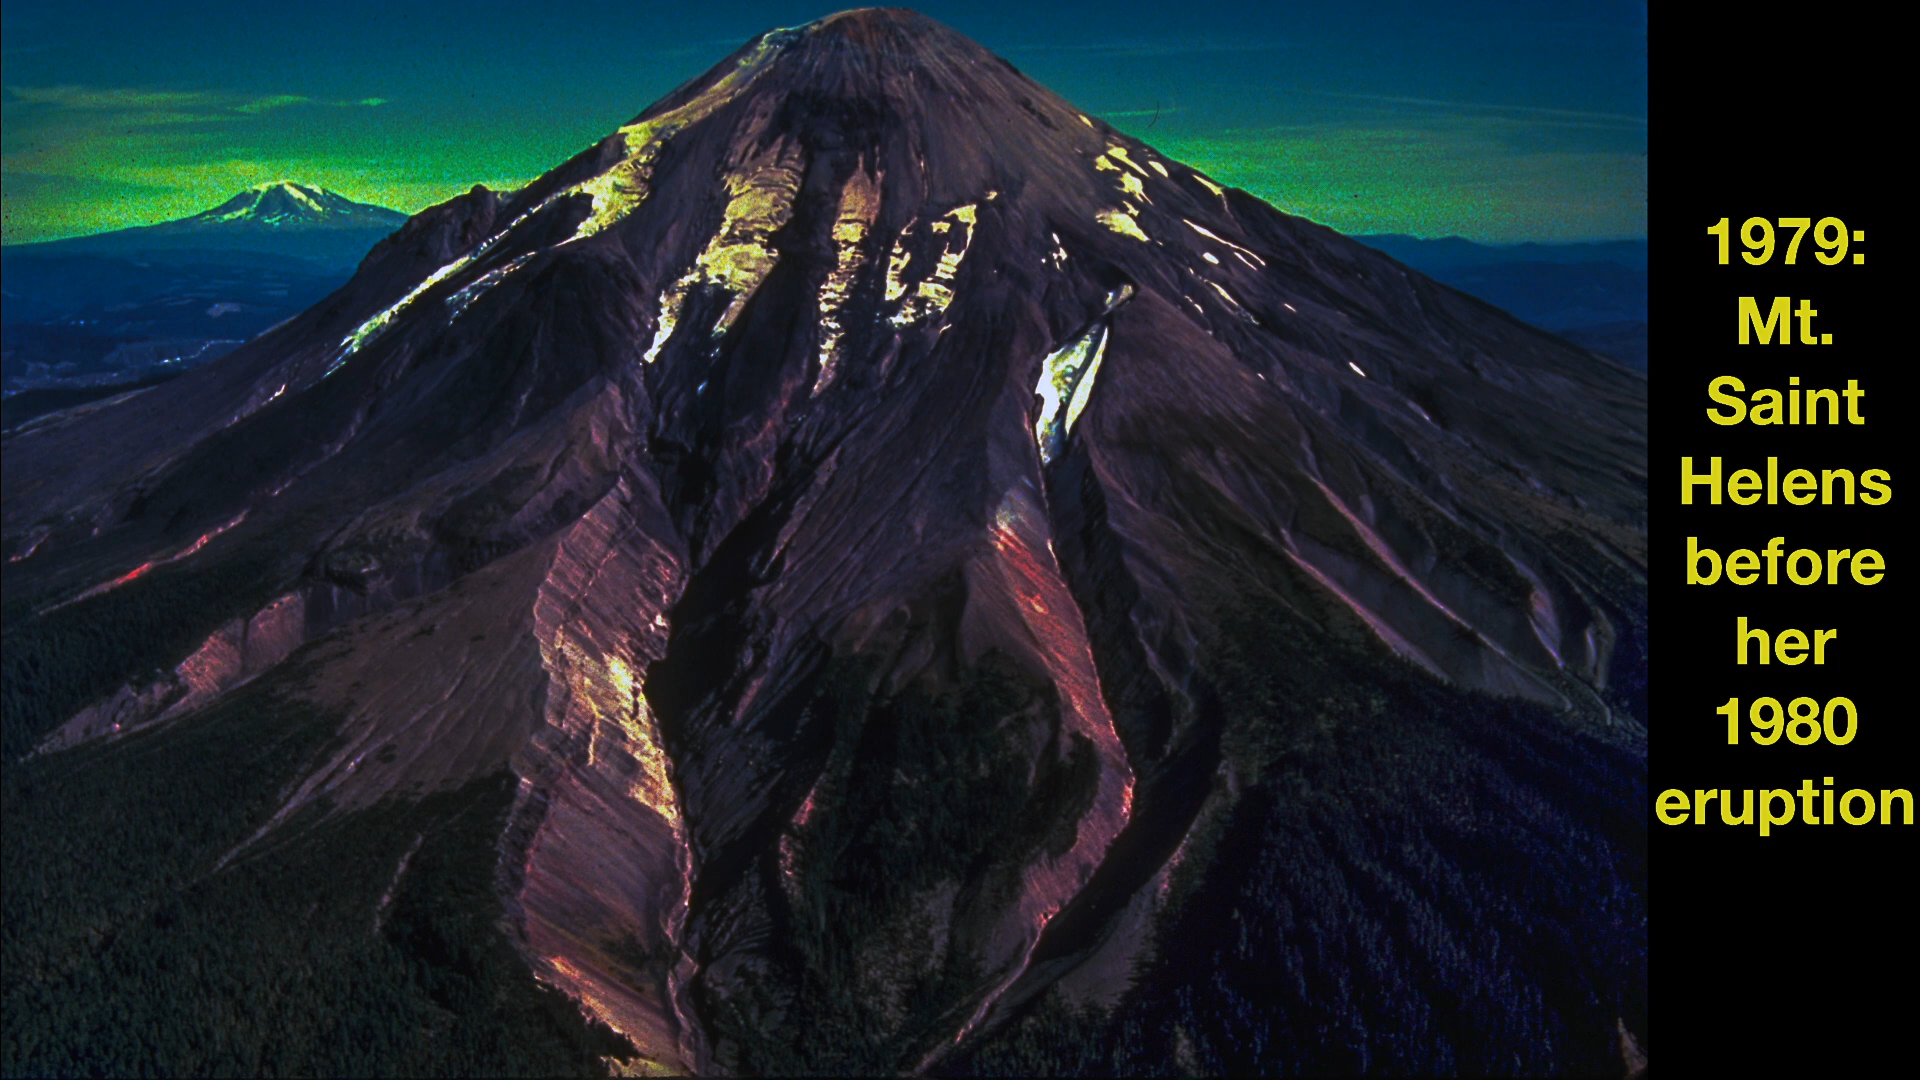 1979:
Mt.
Saint
Helens
before
her
1980
eruption